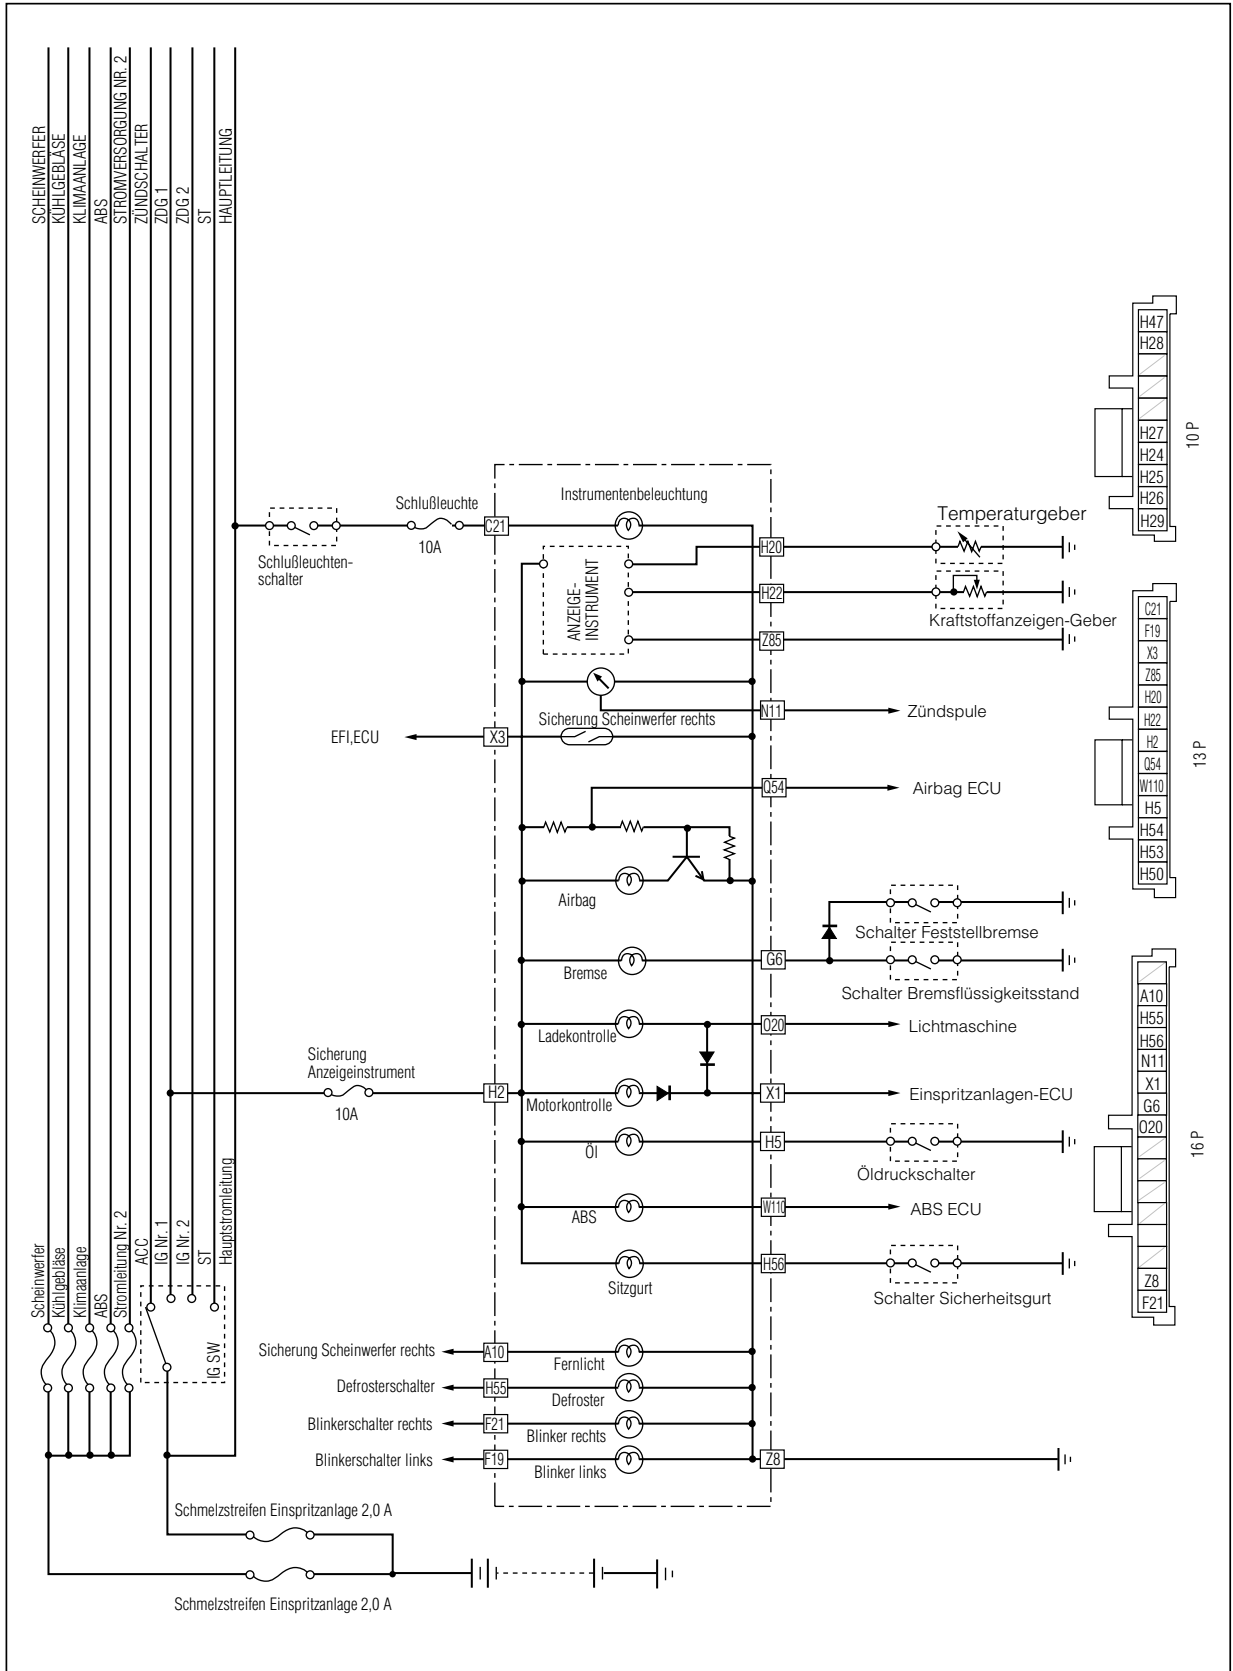 SCHEINWERFER
KÜHLGEBLÄSE
KLIMAANLAGE
ABS
STROMVERSORGUNG NR. 2
ZÜNDSCHALTER
ZDG 1
ZDG 2
ST
HAUPTLEITUNG
H47
H28
H27
H24
H25
H26
H29
10 P
Schlußleuchten-
schalter
Schlußleuchte
10A
C21
Instrumentenbeleuchtung
ANZEIGE-
INSTRUMENT
H20
Temperaturgeber
H22
Kraftstoffanzeigen-Geber
Z85
N11
Zündspule
Sicherung Scheinwerfer rechts
EFI,ECU
X3
Q54
Airbag ECU
Airbag
C21
F19
X3
Z85
H20
H22
H2
Q54
W110
H5
H54
H53
H50
13 P
Schalter Feststellbremse
Bremse
G6
Schalter Bremsflüssigkeitsstand
Ladekontrolle
O20
Lichtmaschine
Sicherung
Anzeigeinstrument
10A
H2
Motorkontrolle
X1
Einspritzanlagen-ECU
Öl
H5
Öldruckschalter
ABS
W110
ABS ECU
Sitzgurt
H56
Schalter Sicherheitsgurt
A10
H55
H56
N11
X1
G6
O20
Z8
F21
16 P
Scheinwerfer
Kühlgebläse
Klimaanlage
ABS
Stromleitung Nr. 2
ACC
IG Nr. 1
IG Nr. 2
ST
Hauptstromleitung
IG SW
Sicherung Scheinwerfer rechts
A10
Fernlicht
Defrosterschalter
H55
Defroster
Blinkerschalter rechts
F21
Blinker rechts
Blinkerschalter links
F19
Blinker links
Z8
Schmelzstreifen Einspritzanlage 2,0 A
Schmelzstreifen Einspritzanlage 2,0 A